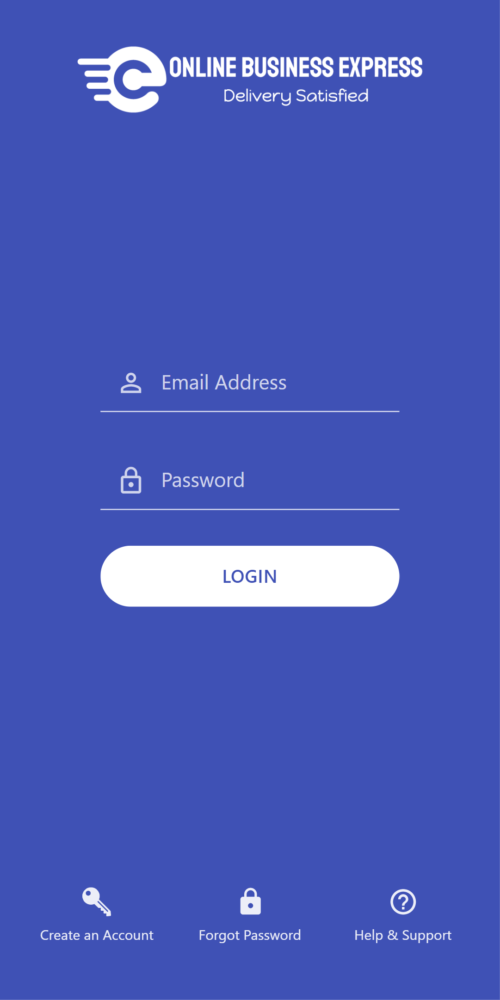 ONLINE BUSINESS EXPRESS
Delivery Satisfied
Email Address
Password
LOGIN
Create an Account
Forgot Password
Help & Support